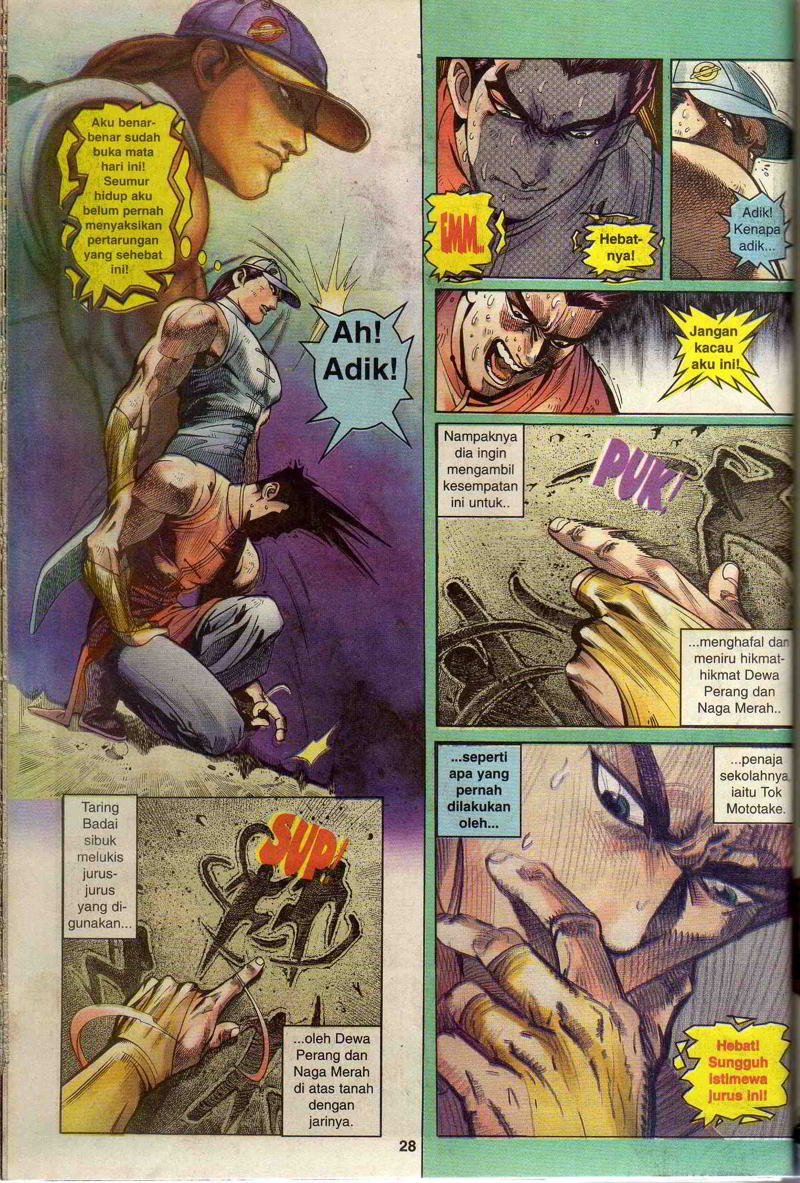 Aku benar-
benar sudah
buka mata
hari ini!
Seumur
hidup aku
belum pernah
menyaksikan
pertarungan
yang sehebat
ini!
Ah!
Adik!
Taring
Badai
sibuk
melukis
jurus-
jurus
yang di-
gunakan...
SUP!
...oleh Dewa
Perang dan
Naga Merah
di atas tanah
dengan
jarinya.
EMM...
Hebat-
nya!
Adik!
Kenapa
adik...
Jangan
kacau
aku ini!
Nampaknya
dia ingin
mengambil
kesempatan
ini untuk..
PUK!
...menghafal dan
meniru hikmat-
hikmat Dewa
Perang dan
Naga Merah..
...seperti
apa yang
pernah
dilakukan
oleh...
...penaja
sekolahnya
iaitu Tok
Mototake.
Hebat!
Sungguh
istimewa
jurus ini!
28